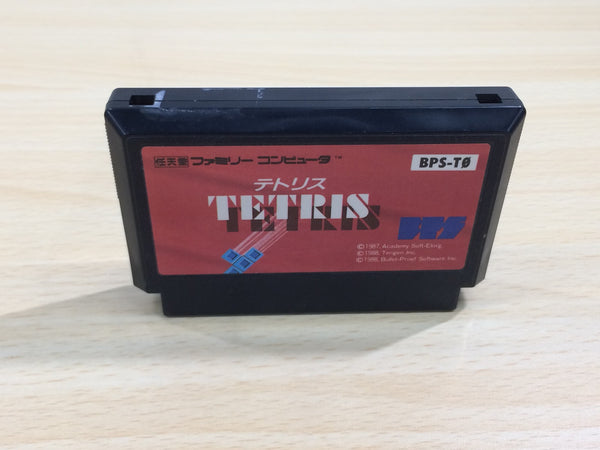 任天堂 ファミリー コンピュータ™
BPS-TØ
テトリス
TETRIS
BPS
©1987, Academy Soft-Elorg.
©1988, Tengen Inc.
©1988, Bullet-Proof Software Inc.